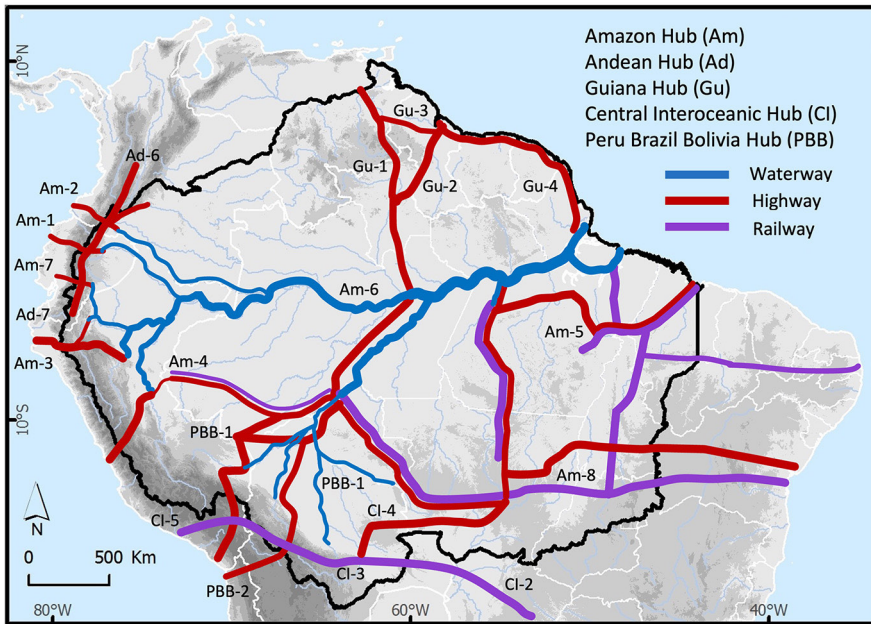 10°N
Amazon Hub (Am)
Andean Hub (Ad)
Guiana Hub (Gu)
Central Interoceanic Hub (CI)
Peru Brazil Bolivia Hub (PBB)
Waterway
Highway
Railway
Gu-3
Ad-6
Gu-1
Gu-2
Gu-4
Am-2
Am-1
Am-7
Am-6
Ad-7
Am-5
Am-3
Am-4
10°S
PBB-1
Am-8
PBB-1
CI-4
CI-5
N
0 500 Km
CI-3
CI-2
PBB-2
80°W
60°W
40°W